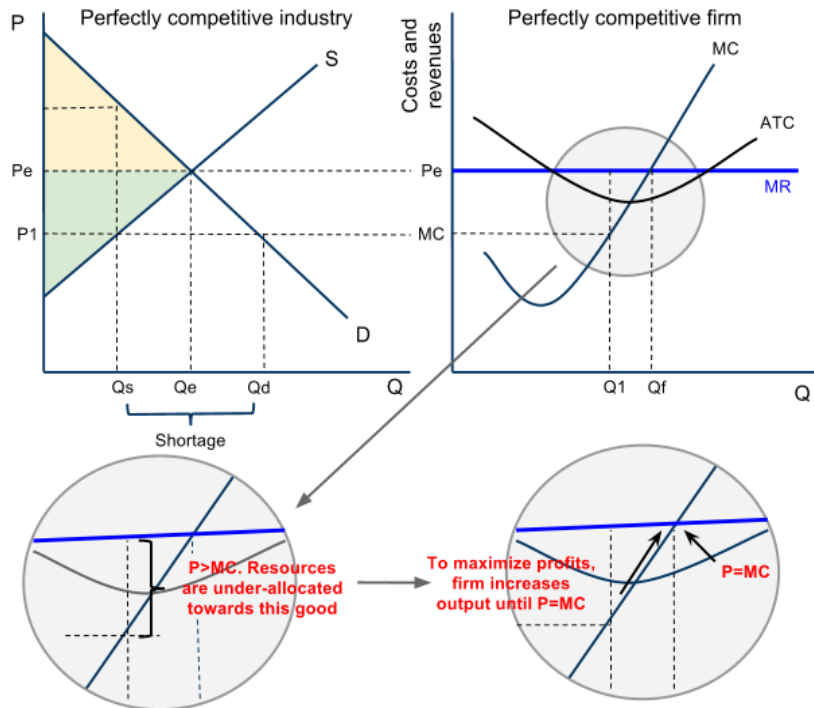 P
Perfectly competitive industry
S
Pe
P1
D
Qs
Qe
Qd
Q
Shortage
Costs and
revenues
Perfectly competitive firm
MC
ATC
Pe
MR
MC
Q1
Qf
Q
P>MC. Resources
are under-allocated
towards this good
To maximize profits,
firm increases
output until P=MC
P=MC